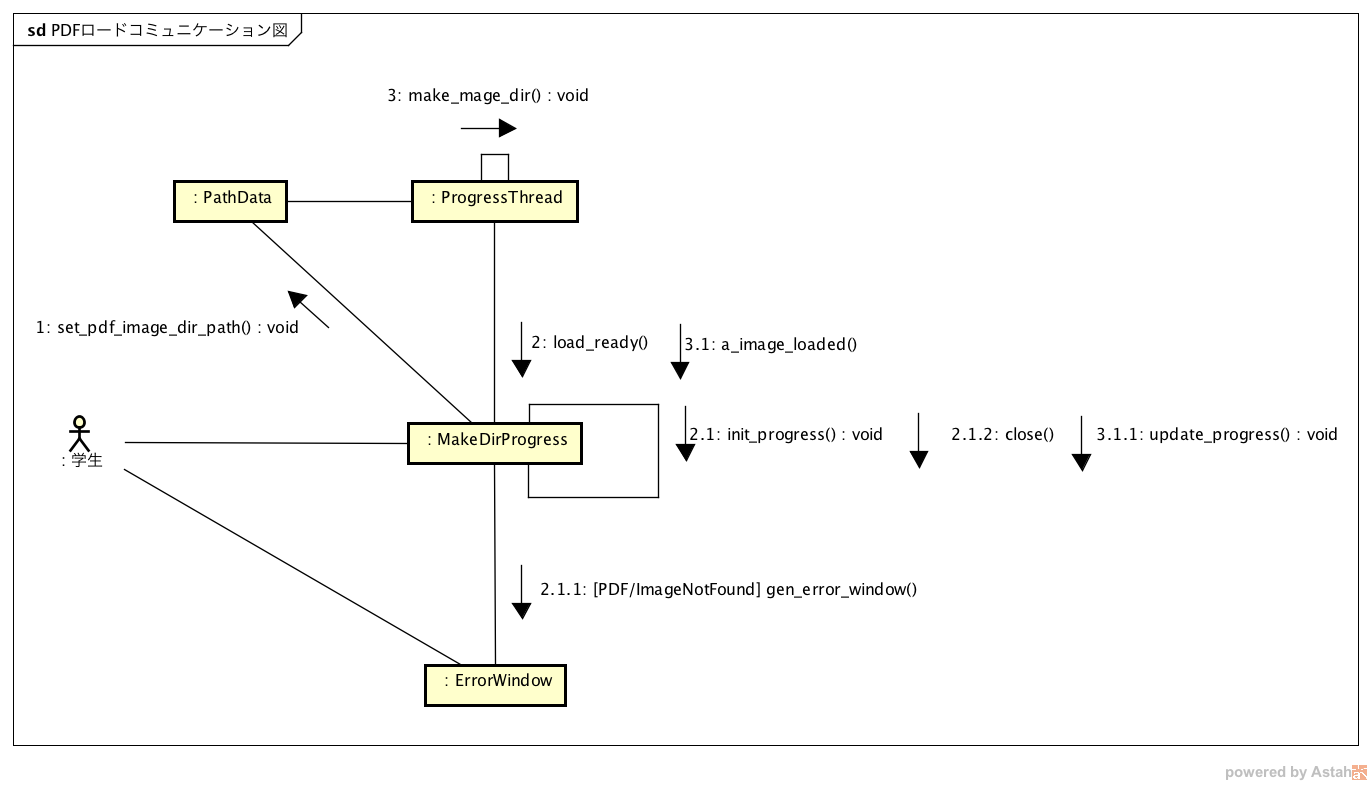 sd PDFロードコミュニケーション図
3: make_mage_dir() : void
: PathData
: ProgressThread
1: set_pdf_image_dir_path() : void
2: load_ready()
3.1: a_image_loaded()
: MakeDirProgress
2.1: init_progress() : void
2.1.2: close()
3.1.1: update_progress() : void
: 学生
2.1.1: [PDF/ImageNotFound] gen_error_window()
: ErrorWindow
powered by Astah